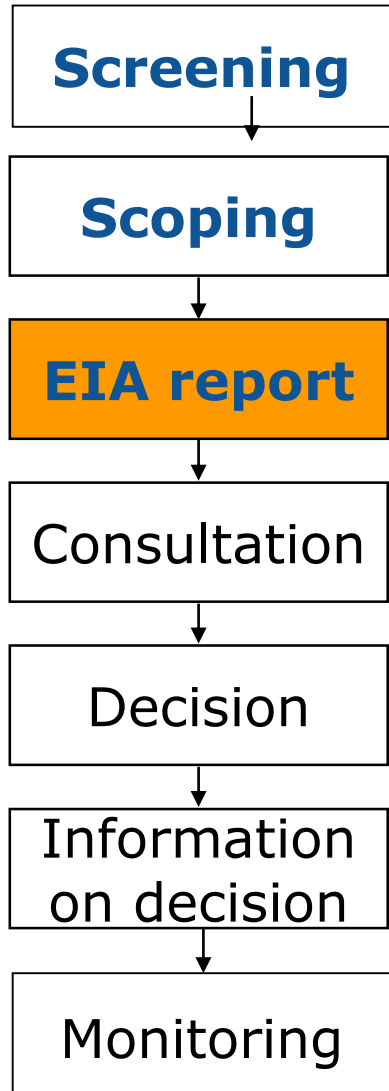 Screening
Scoping
EIA report
Consultation
Decision
Information
on decision
Monitoring